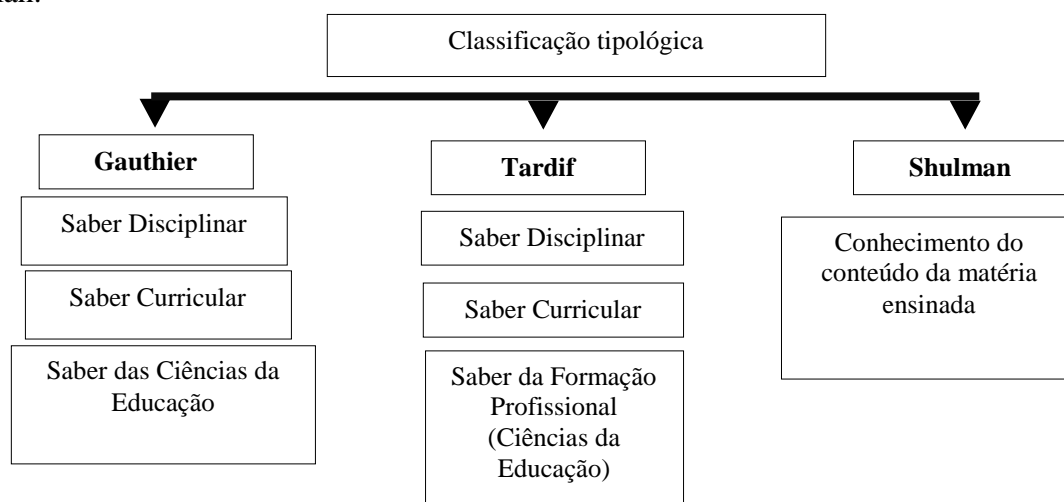 Classificação tipológica
Gauthier
Saber Disciplinar
Saber Curricular
Saber das Ciências da
Educação
Tardif
Saber Disciplinar
Saber Curricular
Saber da Formação
Profissional
(Ciências da
Educação)
Shulman
Conhecimento do
conteúdo da matéria
ensinada